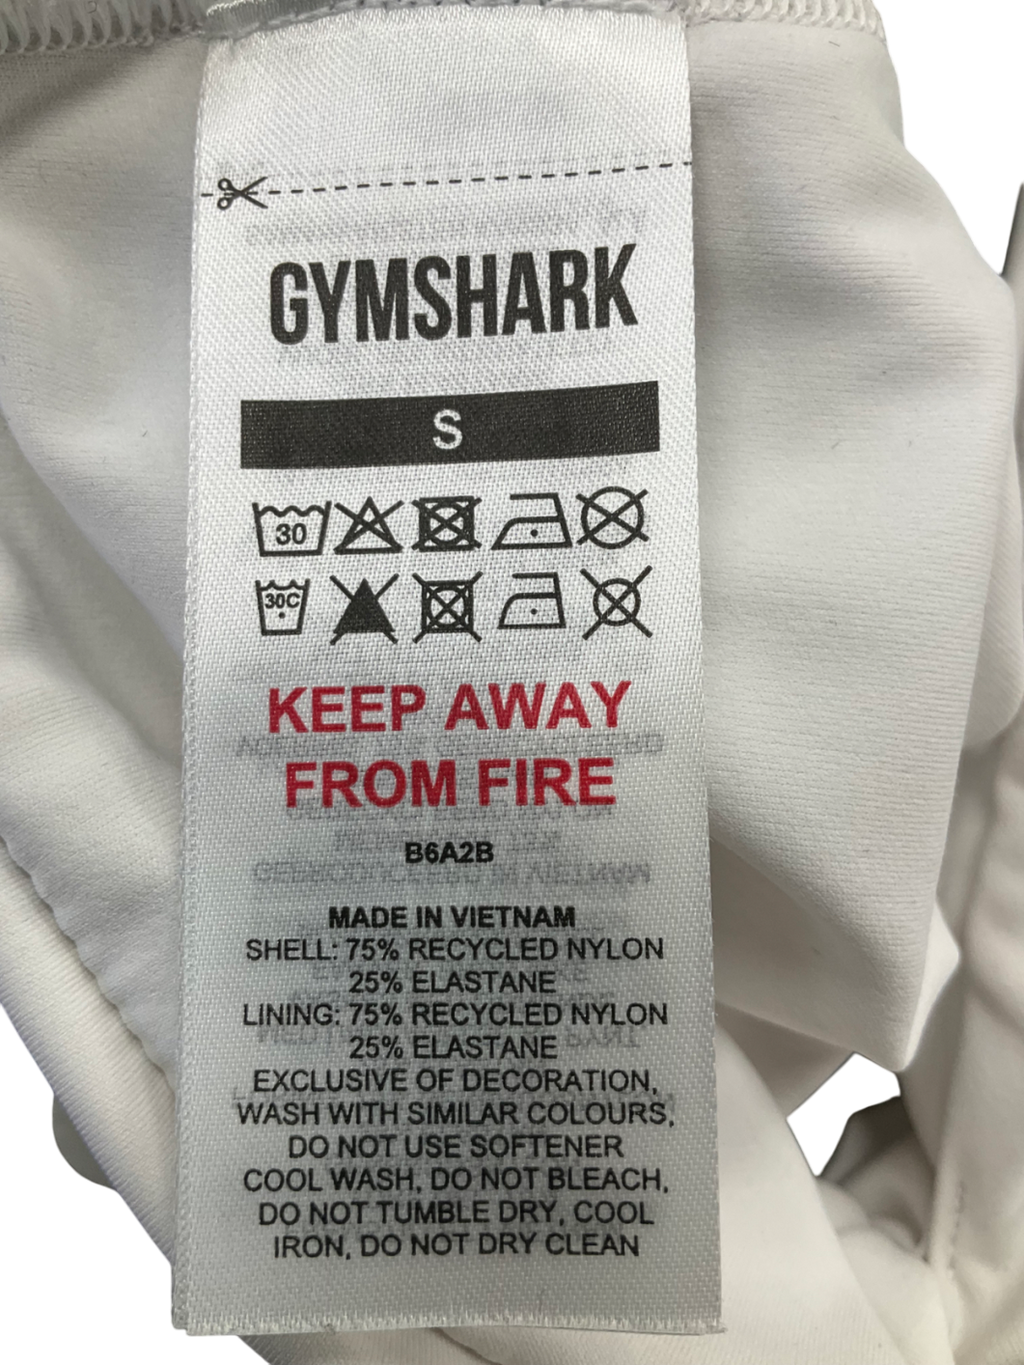 GYMSHARK
S
30
30C
KEEP AWAY
FROM FIRE
B6A2B
MADE IN VIETNAM
SHELL: 75% RECYCLED NYLON
25% ELASTANE
LINING: 75% RECYCLED NYLON
25% ELASTANE
EXCLUSIVE OF DECORATION,
WASH WITH SIMILAR COLOURS,
DO NOT USE SOFTENER
COOL WASH, DO NOT BLEACH,
DO NOT TUMBLE DRY, COOL
IRON, DO NOT DRY CLEAN